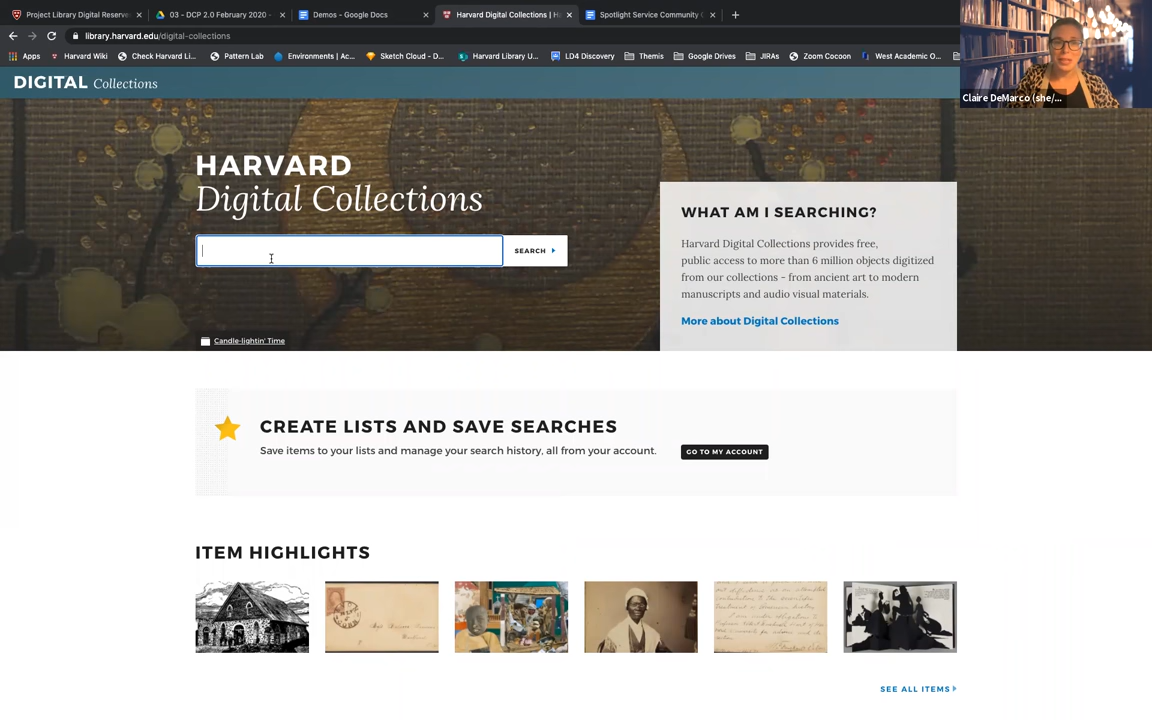 Project Library Digital Reserve
03 - DCP 2.0 February 2020 -
Demos - Google Docs
Harvard Digital Collections | H
Spotlight Service Community C
library.harvard.edu/digital-collections
Apps
Harvard Wiki
Check Harvard Li...
Pattern Lab
Environments | Ac...
Sketch Cloud - D...
Harvard Library U...
LD4 Discovery
Themis
Google Drives
JIRAs
Zoom Cocoon
West Academic O...
Claire DeMarco (she/...
DIGITAL Collections
HARVARD
Digital Collections
SEARCH
WHAT AM I SEARCHING?
Harvard Digital Collections provides free,
public access to more than 6 million objects digitized
from our collections - from ancient art to modern
manuscripts and audio visual materials.
More about Digital Collections
Candle-lightin' Time
CREATE LISTS AND SAVE SEARCHES
Save items to your lists and manage your search history, all from your account.
GO TO MY ACCOUNT
ITEM HIGHLIGHTS
SEE ALL ITEMS